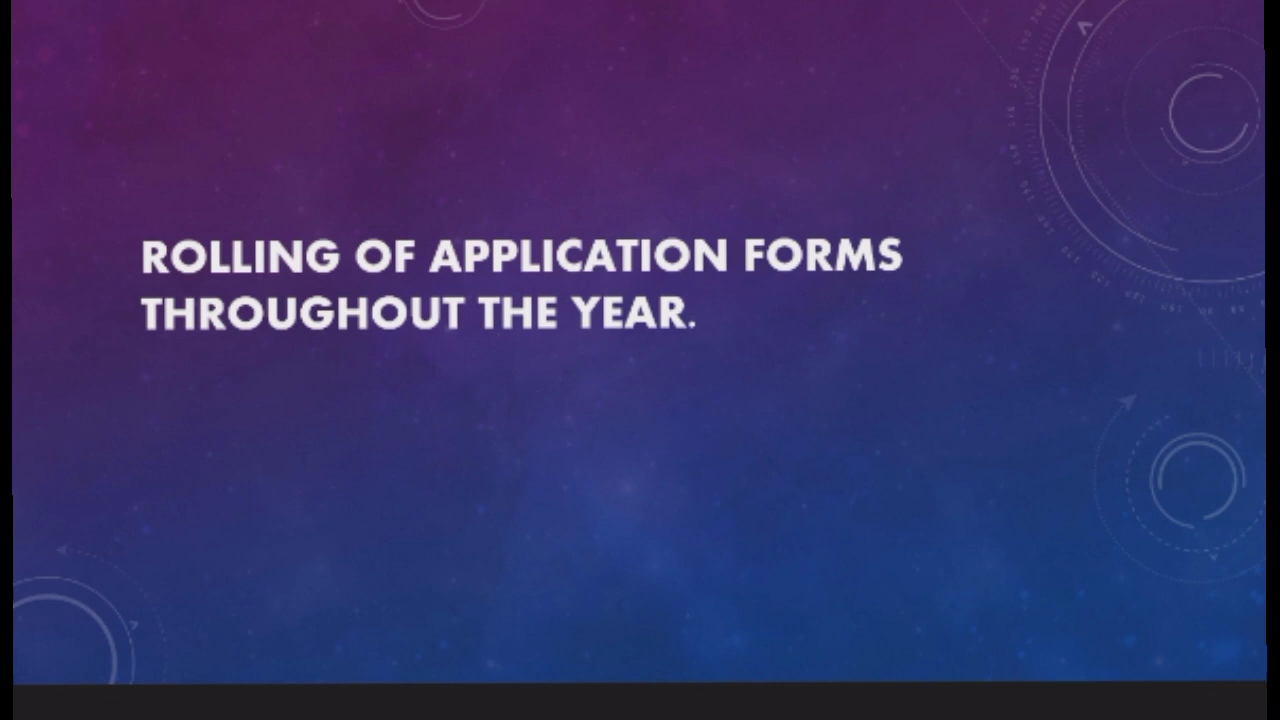 ROLLING OF APPLICATION FORMS
THROUGHOUT THE YEAR.